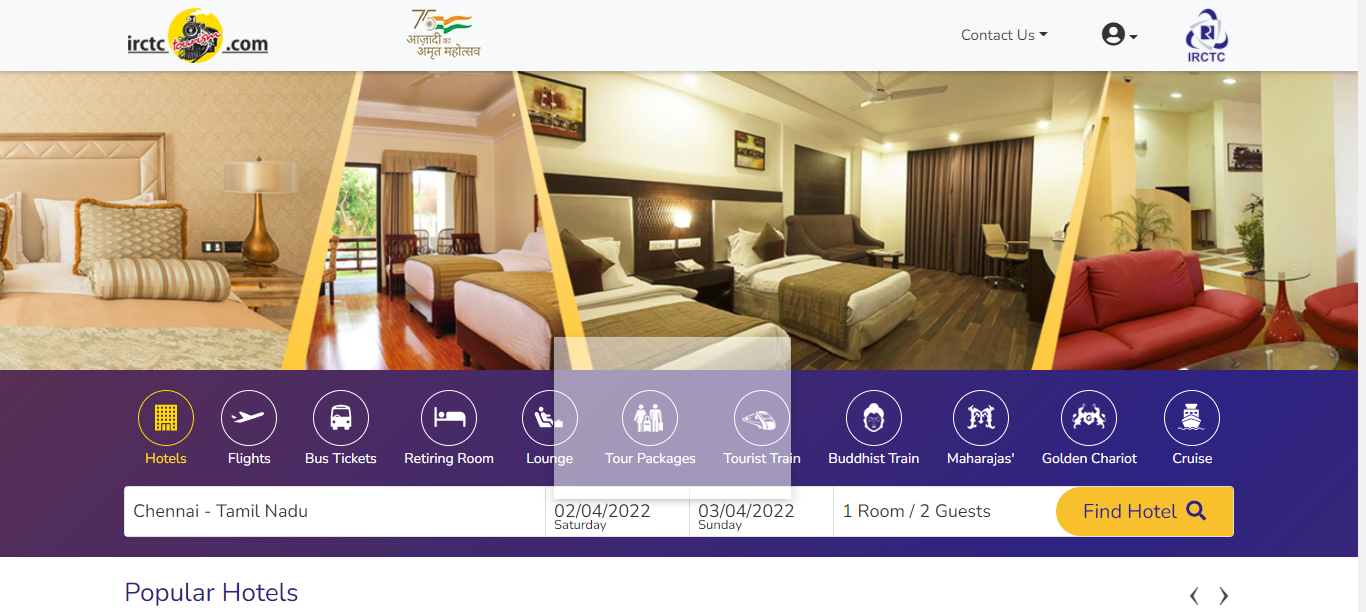 irctc tourism .com
75
आज़ादी का
अमृत महोत्सव
Contact Us
IRCTC
Hotels
Flights
Bus Tickets
Retiring Room
Lounge
Tour Packages
Tourist Train
Buddhist Train
Maharajas'
Golden Chariot
Cruise
Chennai - Tamil Nadu
02/04/2022
Saturday
03/04/2022
Sunday
1 Room / 2 Guests
Find Hotel
Popular Hotels